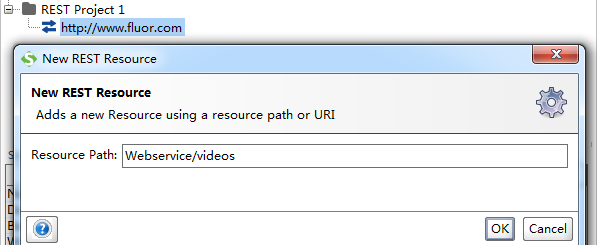 REST Project 1
http://www.fluor.com
New REST Resource
New REST Resource
Adds a new Resource using a resource path or URI
Resource Path: Webservice/videos
OK Cancel